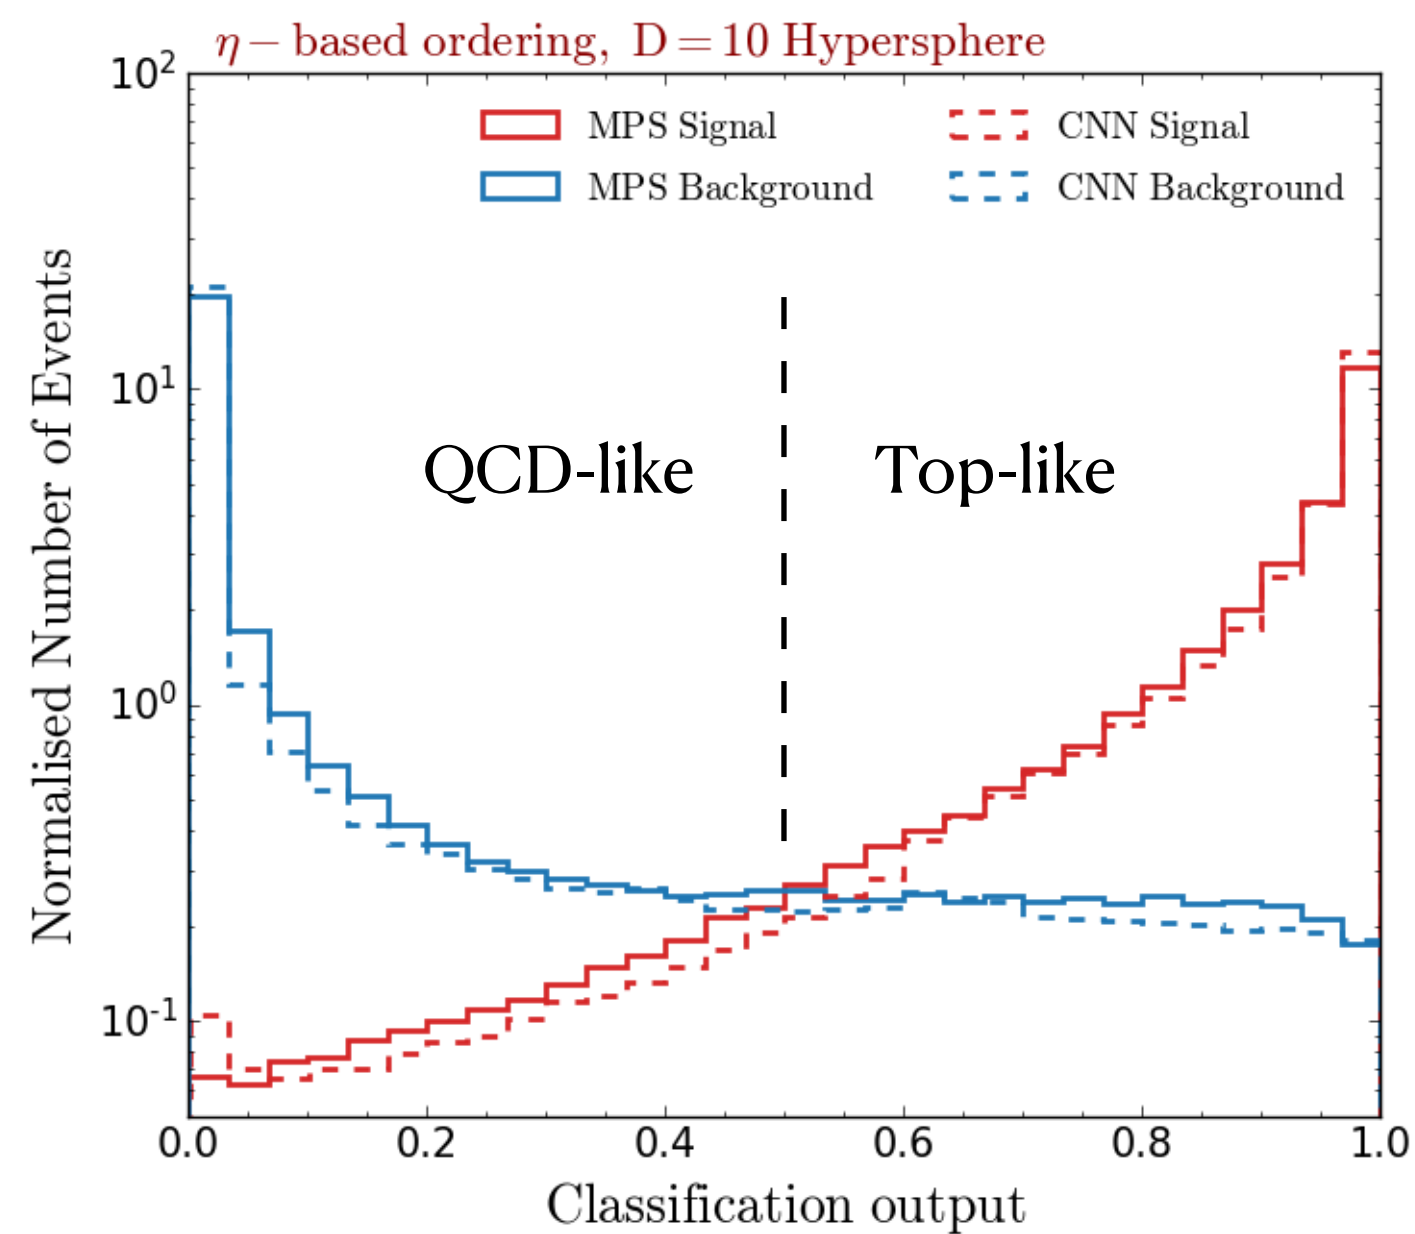 η − based ordering, D = 10 Hypersphere
10²
MPS Signal CNN Signal
MPS Background CNN Background
10¹
QCD-like Top-like
10⁰
10⁻¹
Normalised Number of Events
0.0 0.2 0.4 0.6 0.8 1.0
Classification output